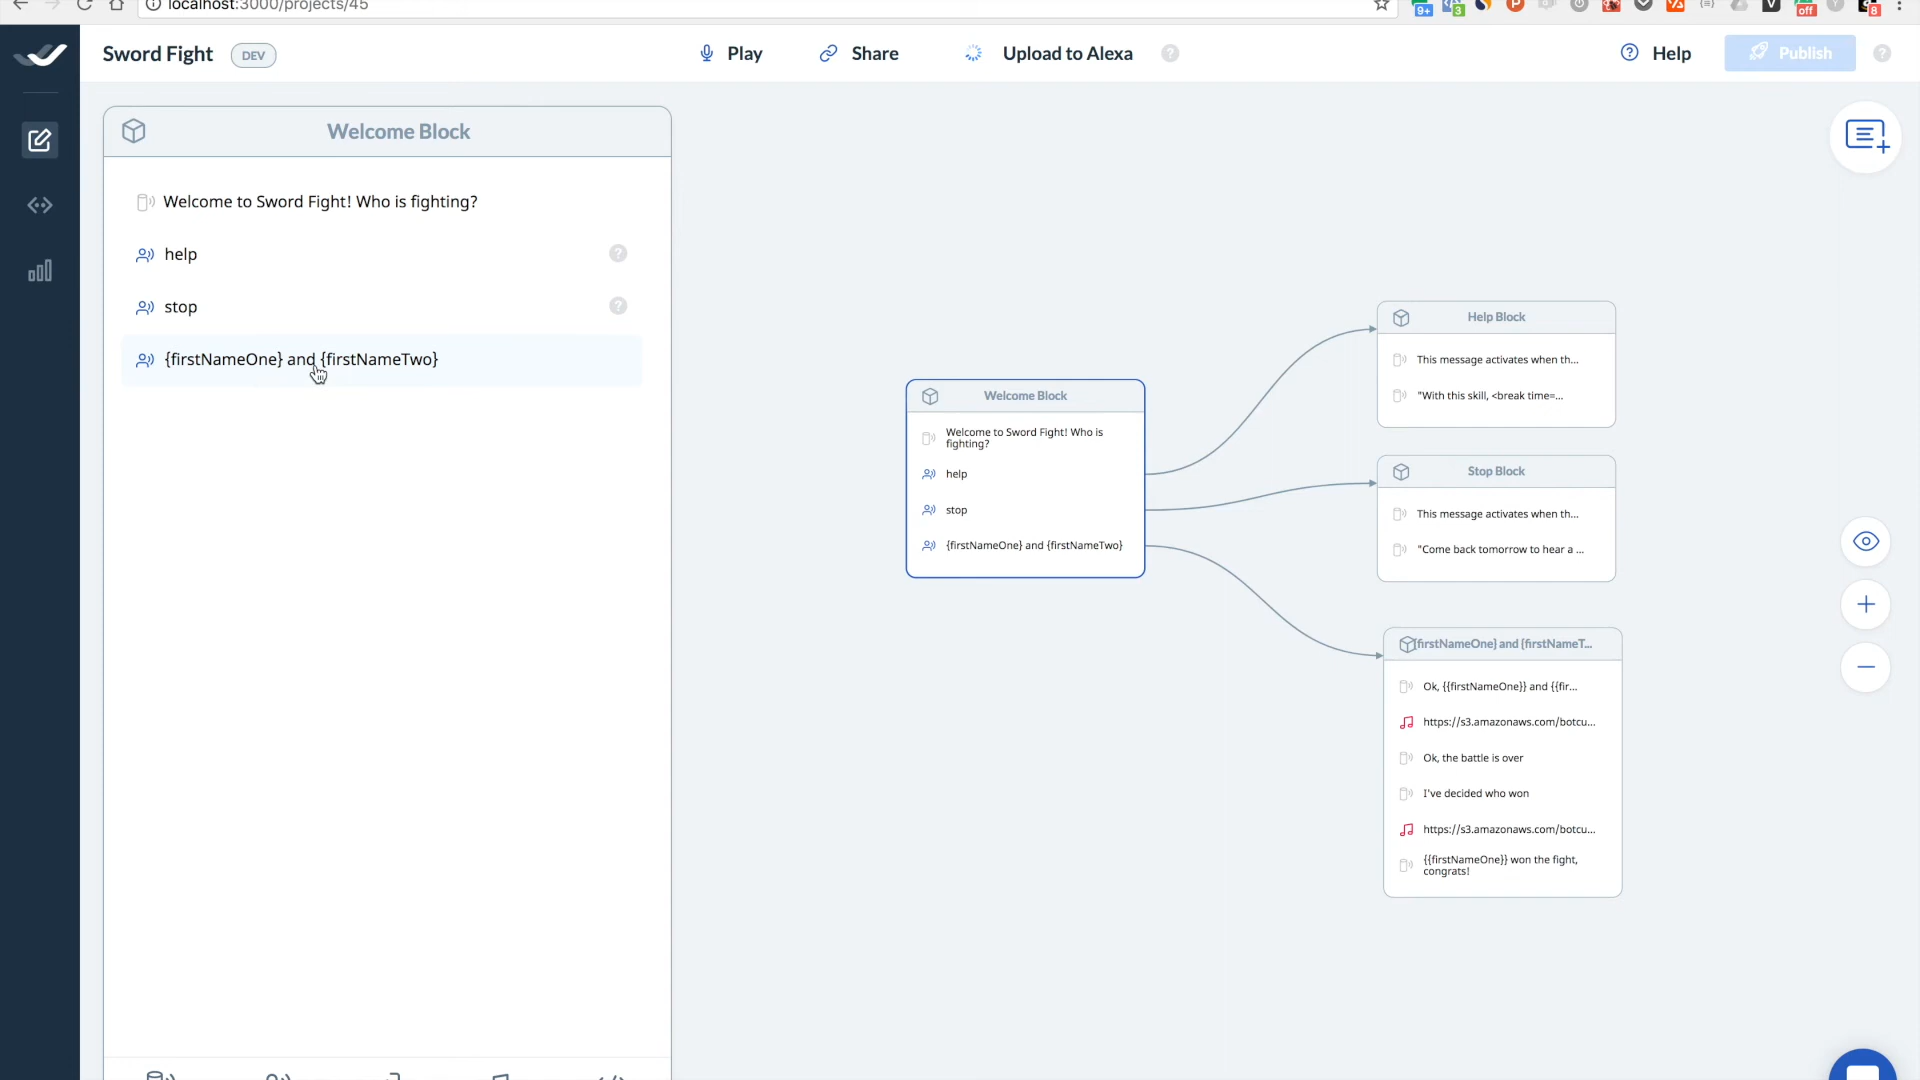 localhost:3000/projects/45
9+
3
off
8
Sword Fight
DEV
Play
Share
Upload to Alexa
?
? Help
Publish
?
Welcome Block
Welcome to Sword Fight! Who is fighting?
help
?
stop
?
{firstNameOne} and {firstNameTwo}
Welcome Block
Welcome to Sword Fight! Who is
fighting?
help
stop
{firstNameOne} and {firstNameTwo}
Help Block
This message activates when th...
"With this skill, <break time=...
Stop Block
This message activates when th...
"Come back tomorrow to hear a ...
{firstNameOne} and {firstNameT...
Ok, {{firstNameOne}} and {{fir...
https://s3.amazonaws.com/botcu...
Ok, the battle is over
I've decided who won
https://s3.amazonaws.com/botcu...
{{firstNameOne}} won the fight,
congrats!